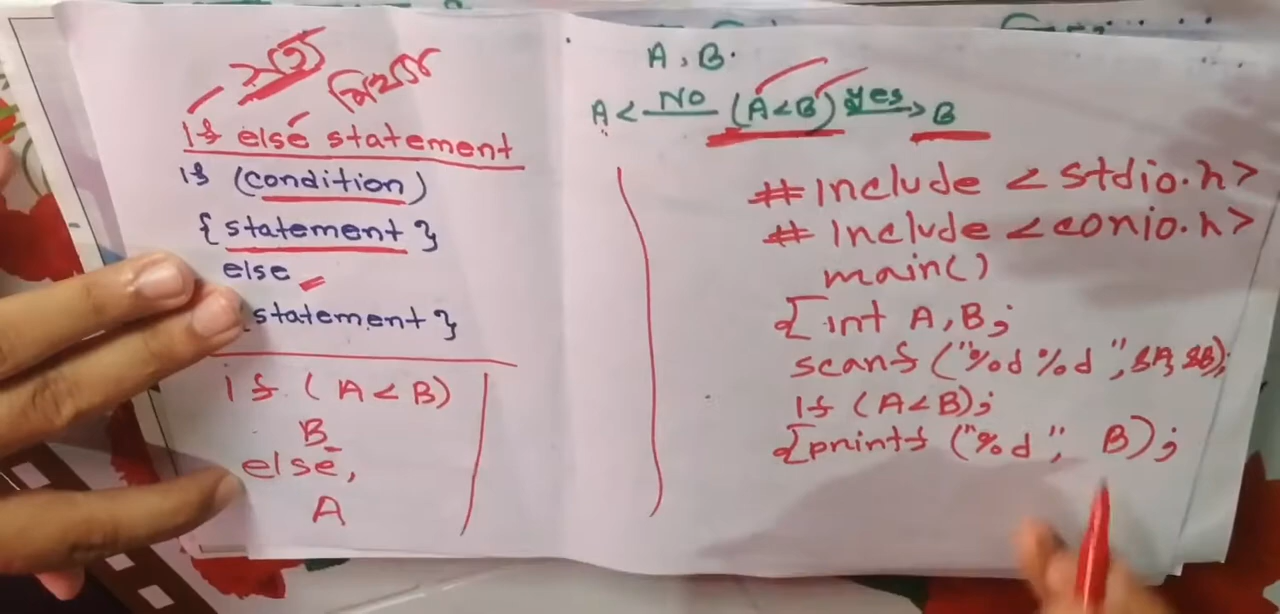 সত্য
মিথ্যা
If else statement
if (condition)
{statement}
else
{statement}
if (A<B)
B
else,
A
A, B.
A < No (A<B) Yes > B
# Include <stdio.h>
# Include <conio.h>
main()
{int A,B;
scanf ("%d %d",&A,&B);
If (A<B);
{printf ("%d", B);